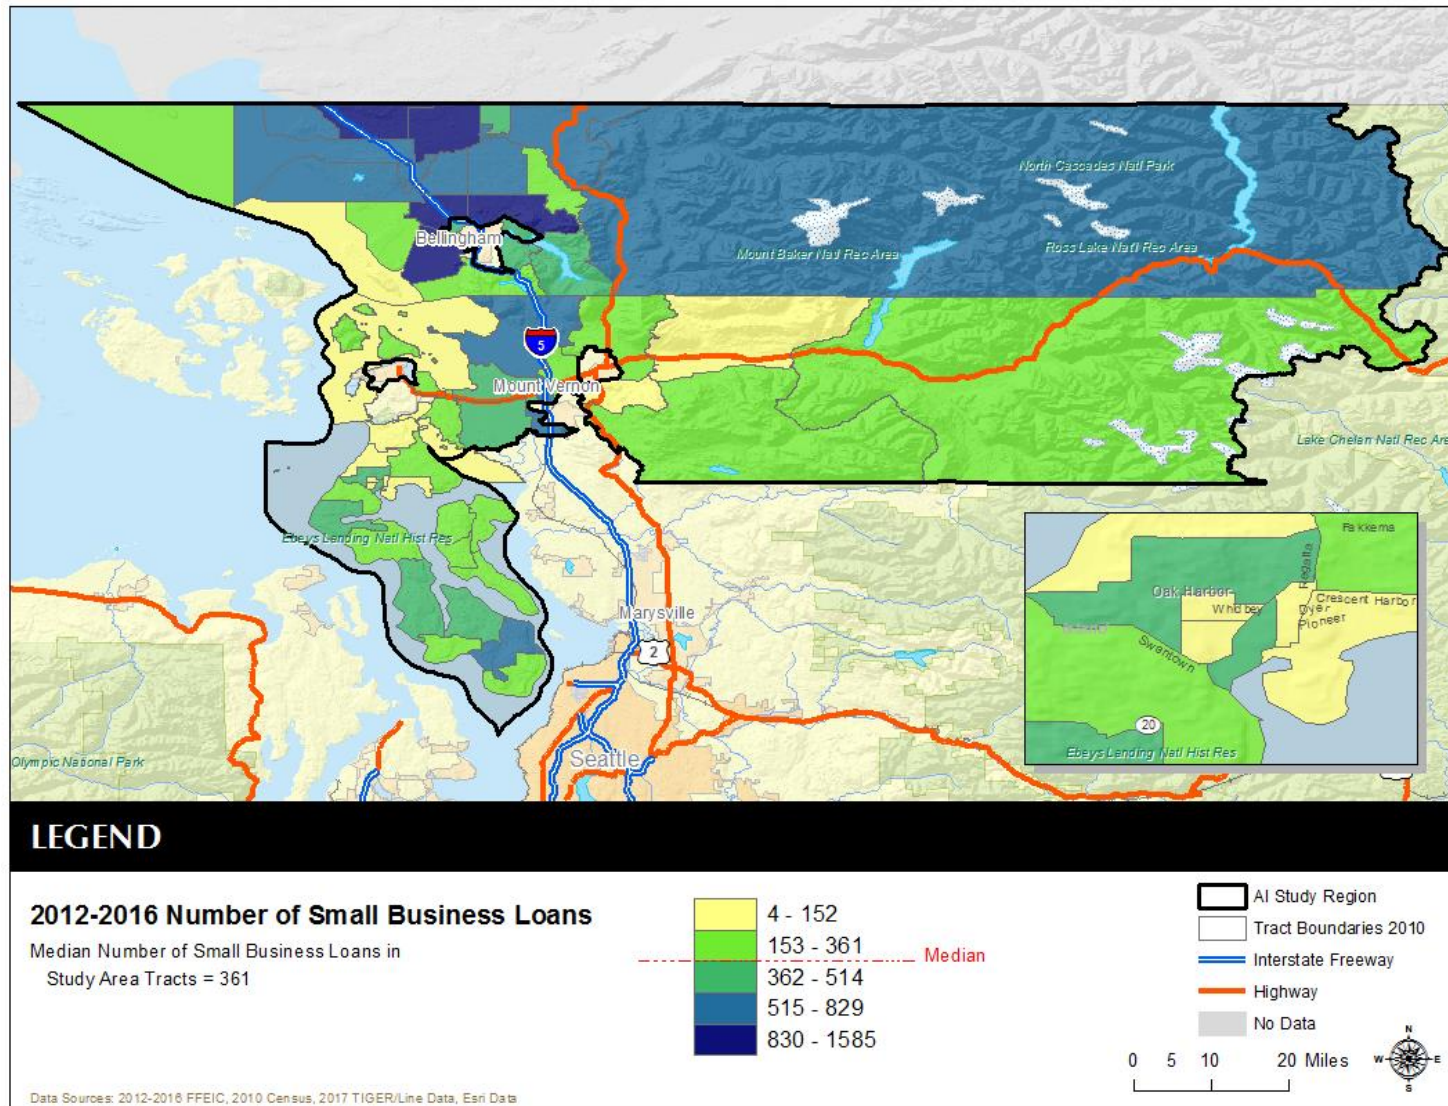 North Cascades Natl Park
Bellingham
Mount Baker Natl Rec Area
Ross Lake Natl Rec Area
5
Mount Vernon
Lake Chelan Natl Rec Are
Ebeys Landing Natl Hist Res
Marysville
2
Seattle
Olympic National Park
Fakkema
Regatta
Oak Harbor
Whidbey
Crescent Harbor
Dyer
Pioneer
Swantown
20
Ebeys Landing Natl Hist Res
LEGEND
2012-2016 Number of Small Business Loans
Median Number of Small Business Loans in
Study Area Tracts = 361
4 - 152
153 - 361
Median
362 - 514
515 - 829
830 - 1585
AI Study Region
Tract Boundaries 2010
Interstate Freeway
Highway
No Data
0 5 10 20 Miles
N
W E
S
Data Sources: 2012-2016 FFEIC, 2010 Census, 2017 TIGER/Line Data, Esri Data